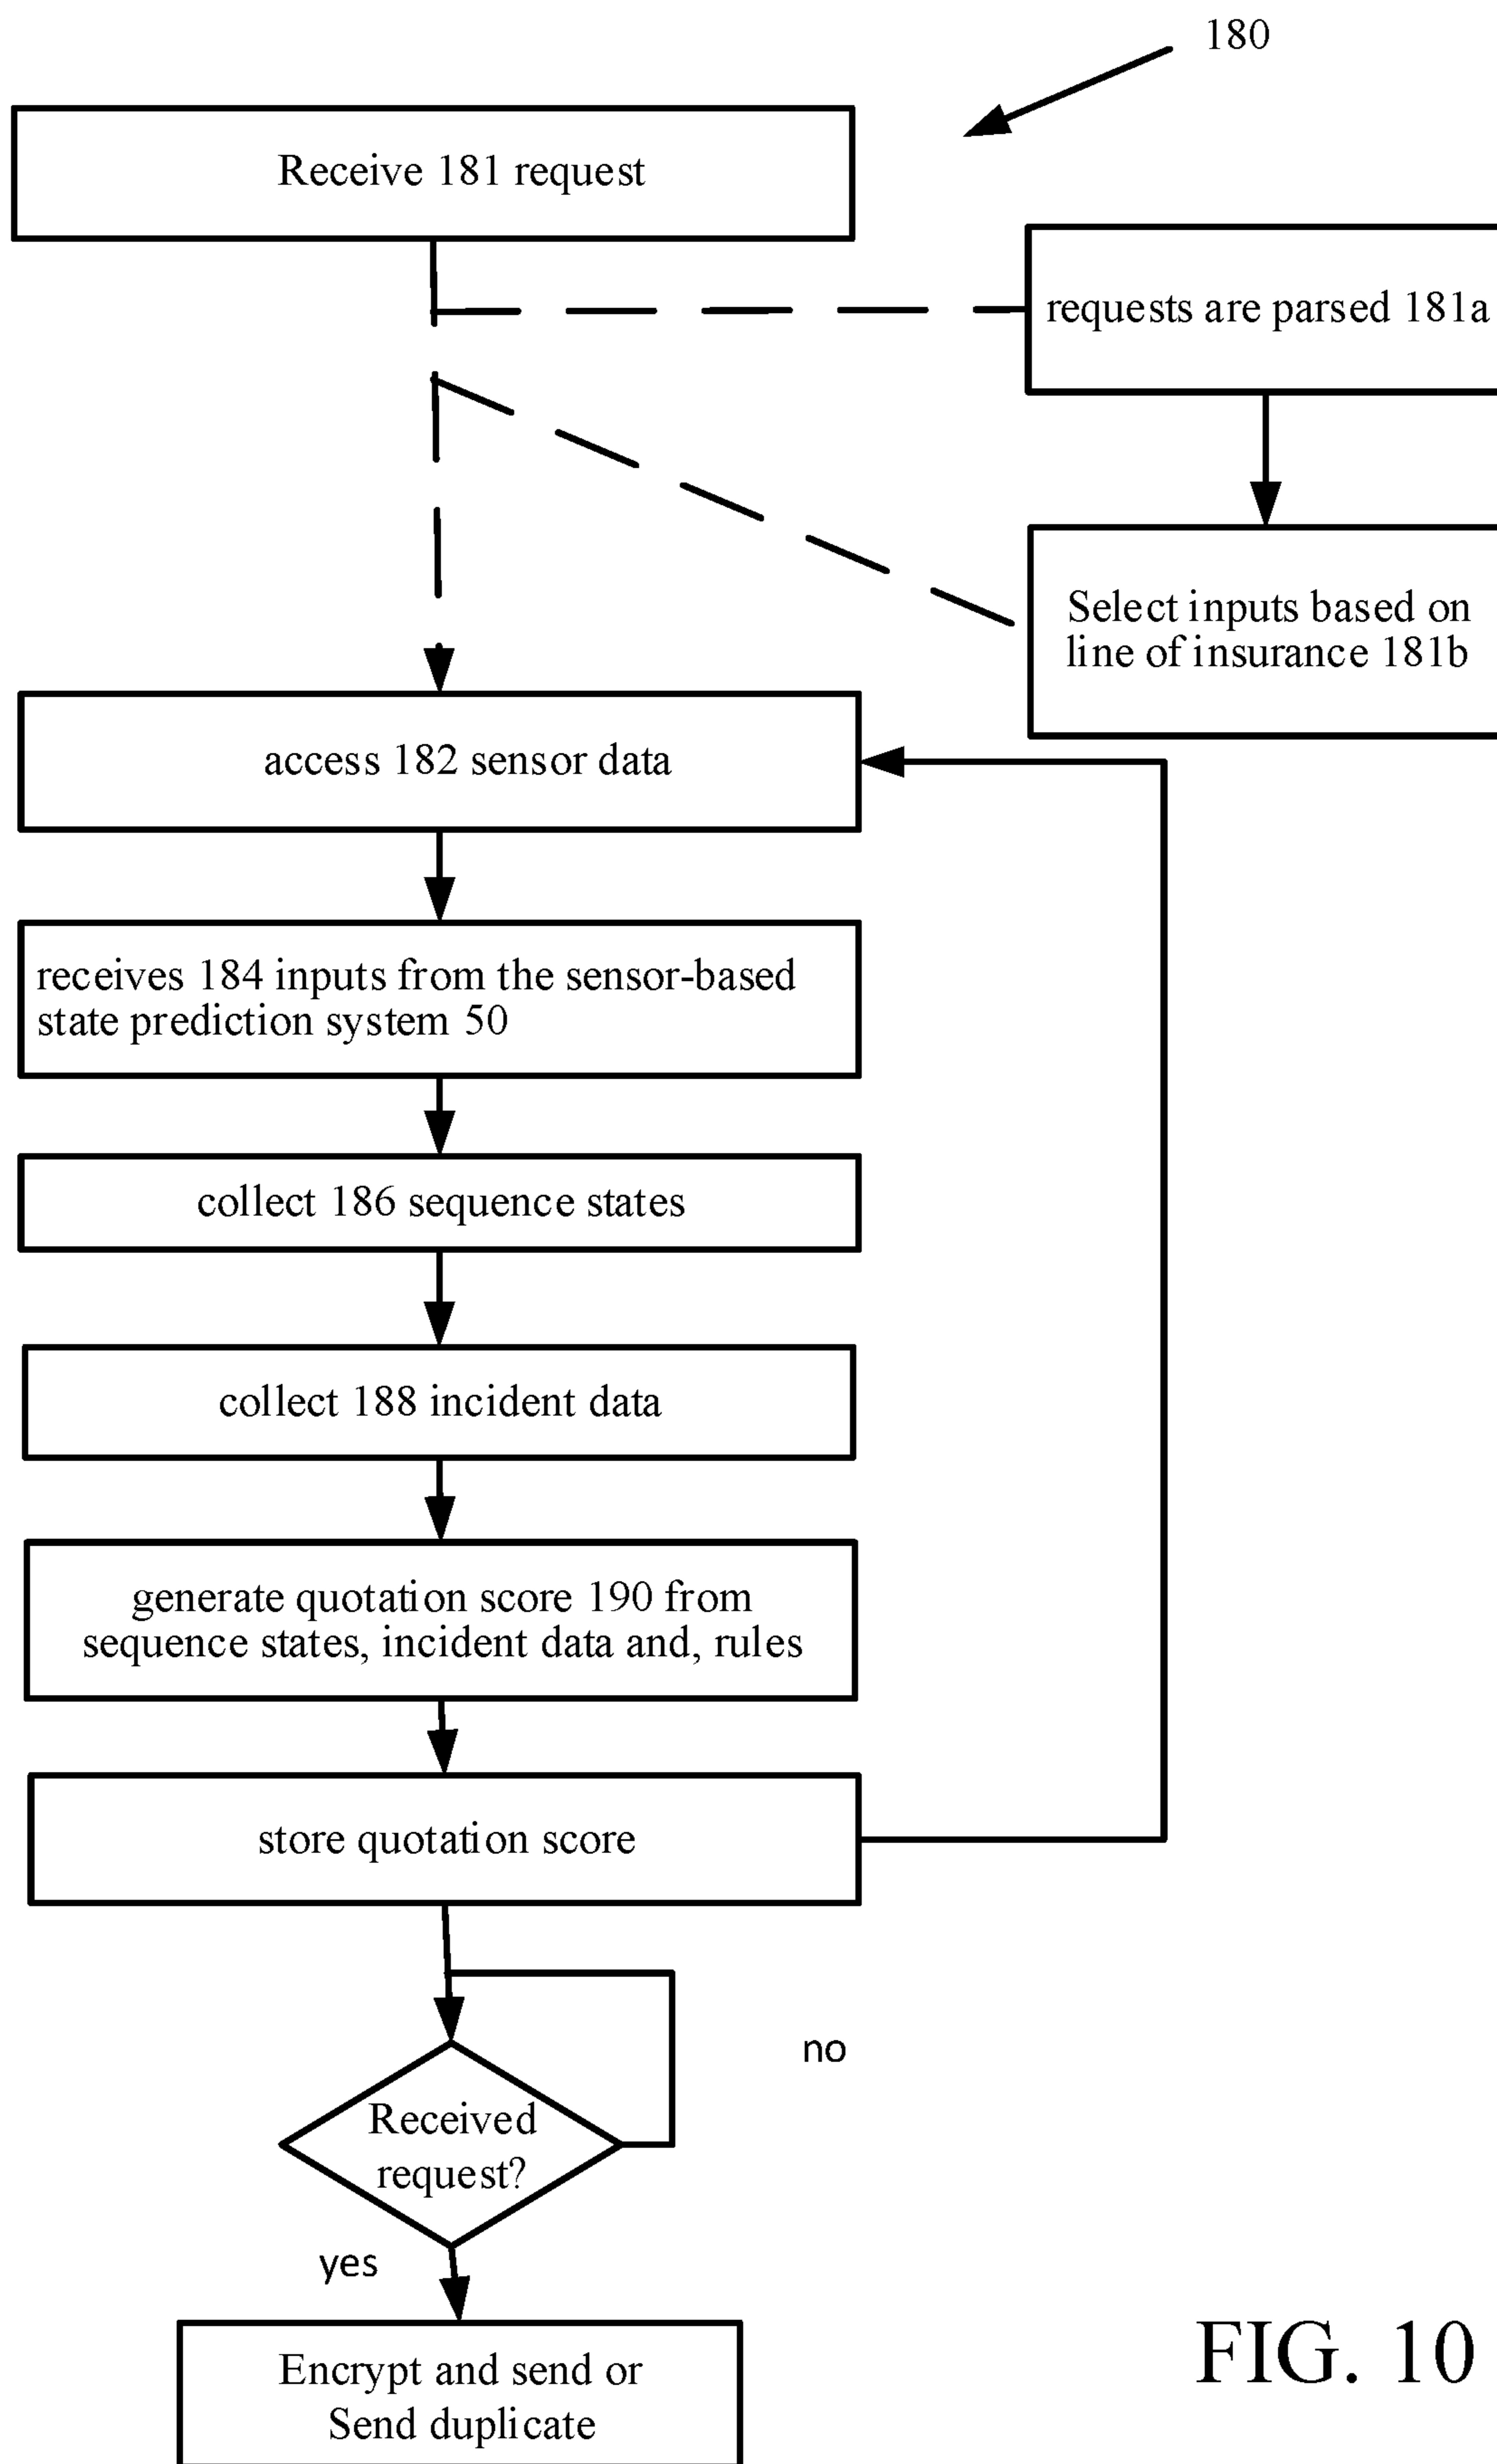 180
Receive 181 request
requests are parsed 181a
Select inputs based on
line of insurance 181b
access 182 sensor data
receives 184 inputs from the sensor-based
state prediction system 50
collect 186 sequence states
collect 188 incident data
generate quotation score 190 from
sequence states, incident data and, rules
store quotation score
no
Received
request?
yes
Encrypt and send or
Send duplicate
FIG. 10